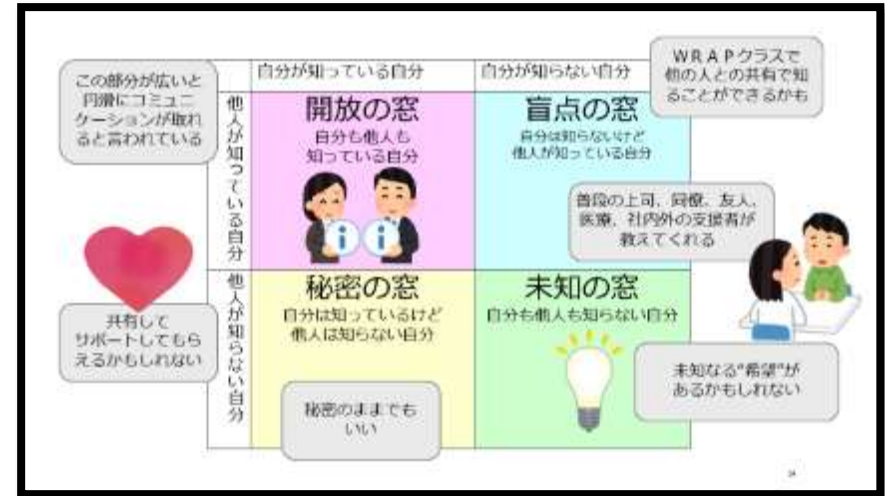 この部分が広いと
円滑にコミュニ
ケーションが取れ
ると言われている
自分が知っている自分
自分が知らない自分
WRAPクラスで
他の人との共有で知
ることができるかも
他人が知っている自分
開放の窓
自分も他人も
知っている自分
盲点の窓
自分は知らないけど
他人が知っている自分
普段の上司、同僚、友人、
医療、社内外の支援者が
教えてくれる
他人が知らない自分
秘密の窓
自分は知っているけど
他人は知らない自分
未知の窓
自分も他人も知らない自分
共有して
サポートしてもら
えるかもしれない
秘密のままでも
いい
未知なる“希望”が
あるかもしれない